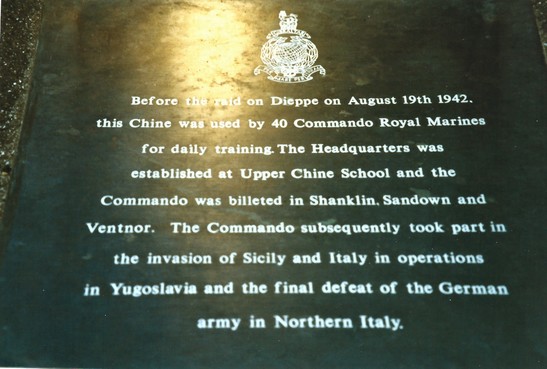 Before the raid on Dieppe on August 19th 1942.
this Chine was used by 40 Commando Royal Marines
for daily training. The Headquarters was
established at Upper Chine School and the
Commando was billeted in Shanklin. Sandown and
Ventnor. The Commando subsequently took part in
the invasion of Sicily and Italy in operations
in Yugoslavia and the final defeat of the German
army in Northern Italy.